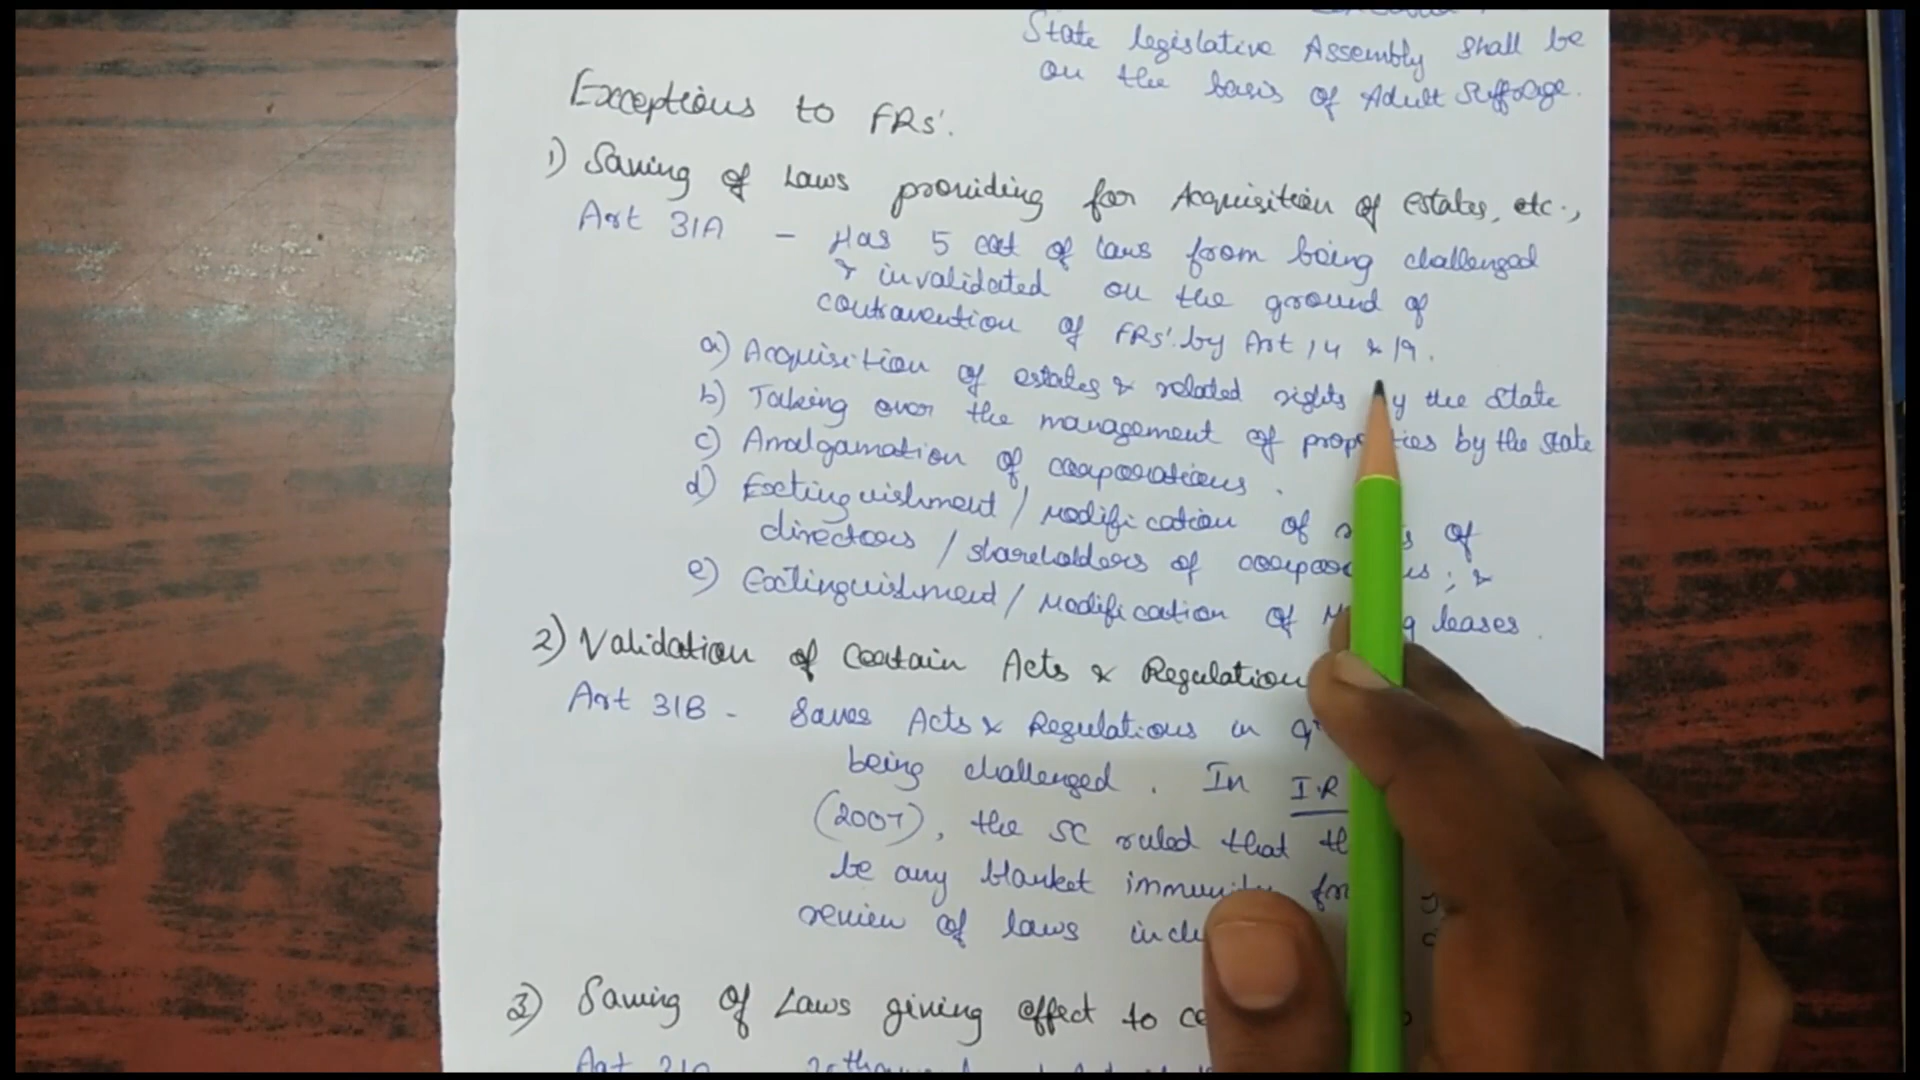 State legislative Assembly shall be
on the basis of Adult Suffrage.
Exceptions to FRs'.
1) Saving of Laws providing for Acquisition of estates, etc.,
Art 31A - Has 5 cat of laws from being challenged
& invalidated on the ground of
contravention of FRs' by Art 14 & 19.
a) Acquisition of estates & related rights by the State
b) Taking over the management of properties by the State
c) Amalgamation of corporations.
d) Extinguishment / Modification of of
directors / shareholders of ; &
e) Extinguishment / Modification of leases.
2) Validation of Certain Acts & Regulation
Art 31B - Saves Acts & Regulations in
being challenged. In I.R
(2007), the SC ruled that
be any blanket immunity
review of laws
3) Saving of Laws giving effect to
Art